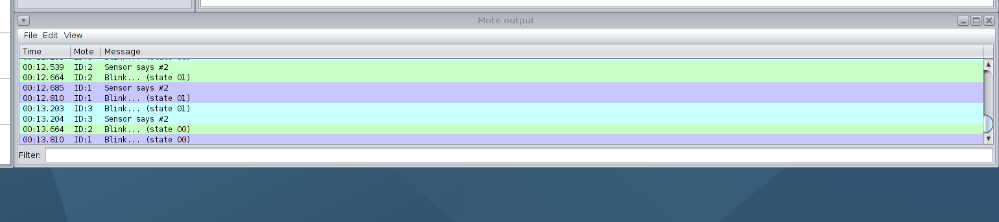 Mote output
File Edit View
Time Mote Message
00:12.539 ID:2 Sensor says #2
00:12.664 ID:2 Blink... (state 01)
00:12.685 ID:1 Sensor says #2
00:12.810 ID:1 Blink... (state 01)
00:13.203 ID:3 Blink... (state 01)
00:13.204 ID:3 Sensor says #2
00:13.664 ID:2 Blink... (state 00)
00:13.810 ID:1 Blink... (state 00)
Filter: